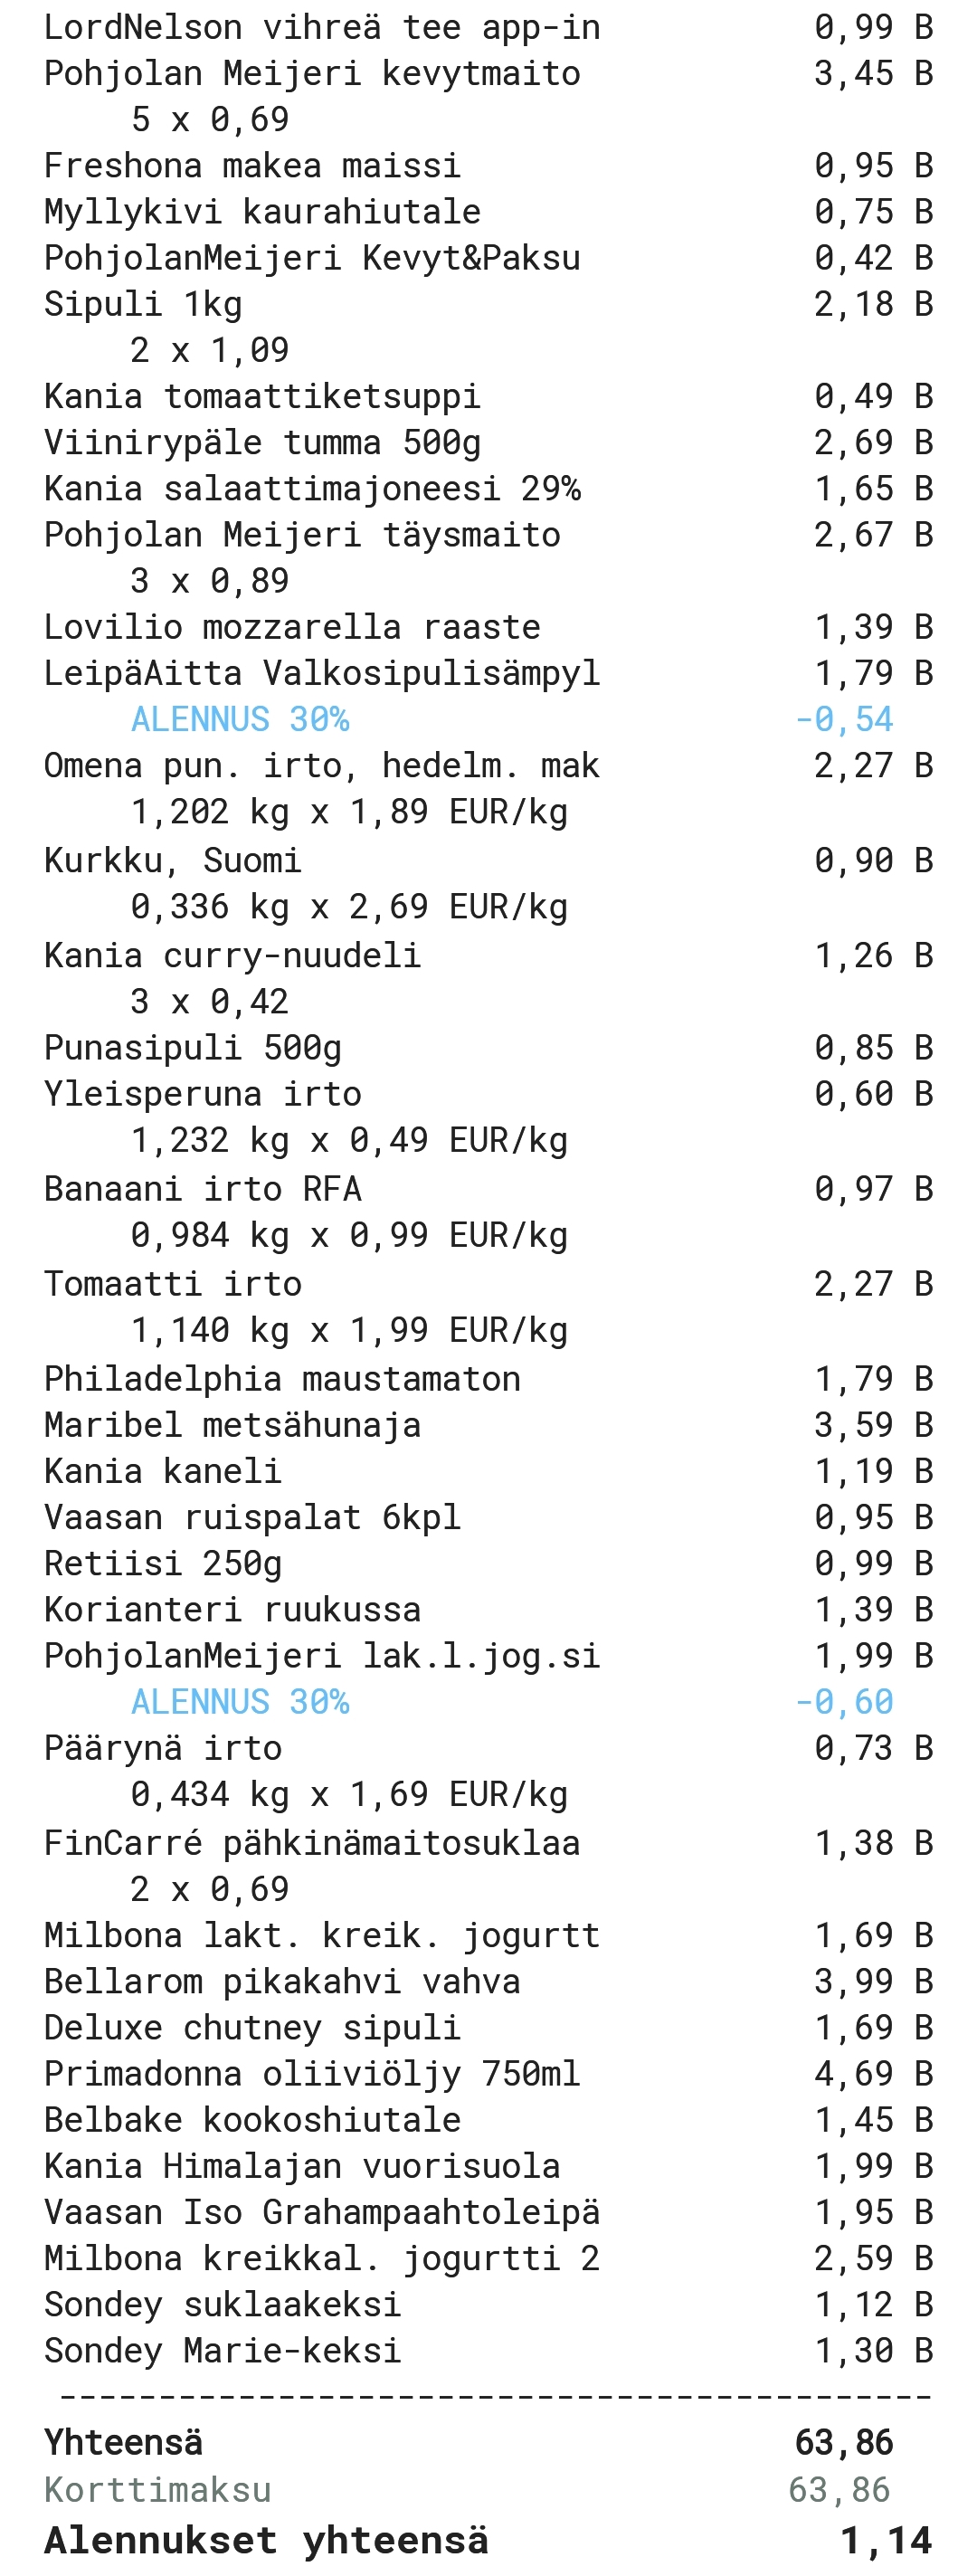 LordNelson vihreä tee app-in 0,99 B
Pohjolan Meijeri kevytmaito 3,45 B
5 x 0,69
Freshona makea maissi 0,95 B
Myllykivi kaurahiutale 0,75 B
PohjolanMeijeri Kevyt&Paksu 0,42 B
Sipuli 1kg 2,18 B
2 x 1,09
Kania tomaattiketsuppi 0,49 B
Viinirypäle tumma 500g 2,69 B
Kania salaattimajoneesi 29% 1,65 B
Pohjolan Meijeri täysmaito 2,67 B
3 x 0,89
Lovilio mozzarella raaste 1,39 B
LeipäAitta Valkosipulisämpyl 1,79 B
ALENNUS 30% -0,54
Omena pun. irto, hedelm. mak 2,27 B
1,202 kg x 1,89 EUR/kg
Kurkku, Suomi 0,90 B
0,336 kg x 2,69 EUR/kg
Kania curry-nuudeli 1,26 B
3 x 0,42
Punasipuli 500g 0,85 B
Yleisperuna irto 0,60 B
1,232 kg x 0,49 EUR/kg
Banaani irto RFA 0,97 B
0,984 kg x 0,99 EUR/kg
Tomaatti irto 2,27 B
1,140 kg x 1,99 EUR/kg
Philadelphia maustamaton 1,79 B
Maribel metsähunaja 3,59 B
Kania kaneli 1,19 B
Vaasan ruispalat 6kpl 0,95 B
Retiisi 250g 0,99 B
Korianteri ruukussa 1,39 B
PohjolanMeijeri lak.l.jog.si 1,99 B
ALENNUS 30% -0,60
Päärynä irto 0,73 B
0,434 kg x 1,69 EUR/kg
FinCarré pähkinämaitosuklaa 1,38 B
2 x 0,69
Milbona lakt. kreik. jogurtt 1,69 B
Bellarom pikakahvi vahva 3,99 B
Deluxe chutney sipuli 1,69 B
Primadonna oliiviöljy 750ml 4,69 B
Belbake kookoshiutale 1,45 B
Kania Himalajan vuorisuola 1,99 B
Vaasan Iso Grahampaahtoleipä 1,95 B
Milbona kreikkal. jogurtti 2 2,59 B
Sondey suklaakeksi 1,12 B
Sondey Marie-keksi 1,30 B
--------------------------------------------
Yhteensä 63,86
Korttimaksu 63,86
Alennukset yhteensä 1,14